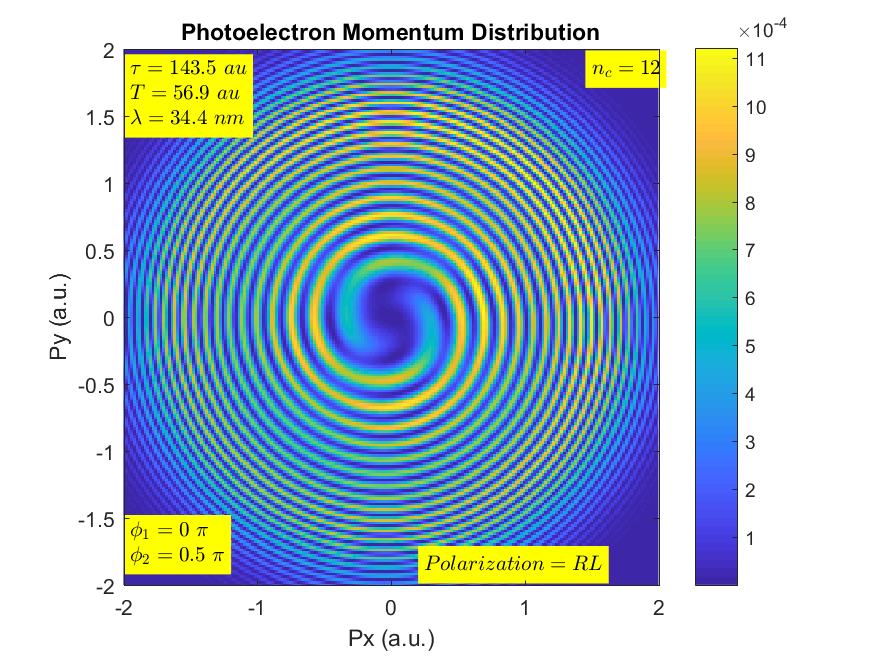 Photoelectron Momentum Distribution
×10⁻⁴
τ = 143.5 au
T = 56.9 au
λ = 34.4 nm
n_c = 12
ϕ₁ = 0 π
ϕ₂ = 0.5 π
Polarization = RL
2
1.5
1
0.5
0
-0.5
-1
-1.5
-2
Py (a.u.)
-2 -1 0 1 2
Px (a.u.)
11
10
9
8
7
6
5
4
3
2
1